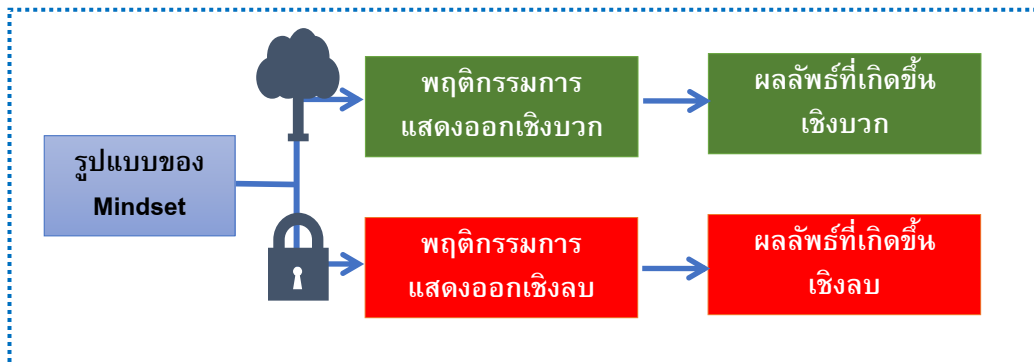 รูปแบบของ
Mindset
พฤติกรรมการ
แสดงออกเชิงบวก
ผลลัพธ์ที่เกิดขึ้น
เชิงบวก
พฤติกรรมการ
แสดงออกเชิงลบ
ผลลัพธ์ที่เกิดขึ้น
เชิงลบ